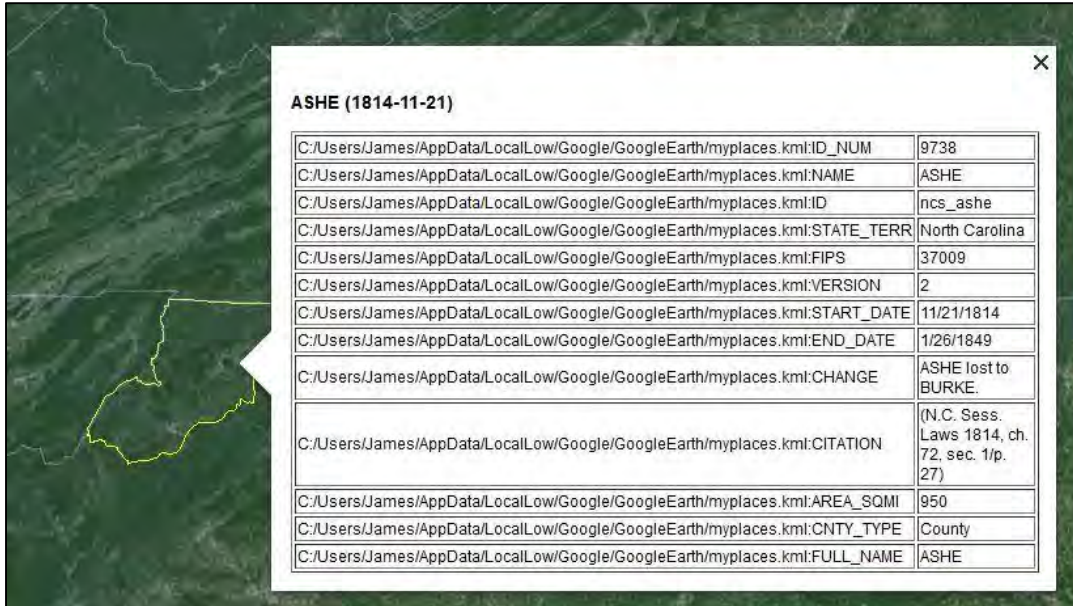 ASHE (1814-11-21)
C:/Users/James/AppData/LocalLow/Google/GoogleEarth/myplaces.kml:ID_NUM 9738
C:/Users/James/AppData/LocalLow/Google/GoogleEarth/myplaces.kml:NAME ASHE
C:/Users/James/AppData/LocalLow/Google/GoogleEarth/myplaces.kml:ID ncs_ashe
C:/Users/James/AppData/LocalLow/Google/GoogleEarth/myplaces.kml:STATE_TERR North Carolina
C:/Users/James/AppData/LocalLow/Google/GoogleEarth/myplaces.kml:FIPS 37009
C:/Users/James/AppData/LocalLow/Google/GoogleEarth/myplaces.kml:VERSION 2
C:/Users/James/AppData/LocalLow/Google/GoogleEarth/myplaces.kml:START_DATE 11/21/1814
C:/Users/James/AppData/LocalLow/Google/GoogleEarth/myplaces.kml:END_DATE 1/26/1849
C:/Users/James/AppData/LocalLow/Google/GoogleEarth/myplaces.kml:CHANGE ASHE lost to
BURKE.
C:/Users/James/AppData/LocalLow/Google/GoogleEarth/myplaces.kml:CITATION (N.C. Sess.
Laws 1814, ch.
72, sec. 1/p.
27)
C:/Users/James/AppData/LocalLow/Google/GoogleEarth/myplaces.kml:AREA_SQMI 950
C:/Users/James/AppData/LocalLow/Google/GoogleEarth/myplaces.kml:CNTY_TYPE County
C:/Users/James/AppData/LocalLow/Google/GoogleEarth/myplaces.kml:FULL_NAME ASHE